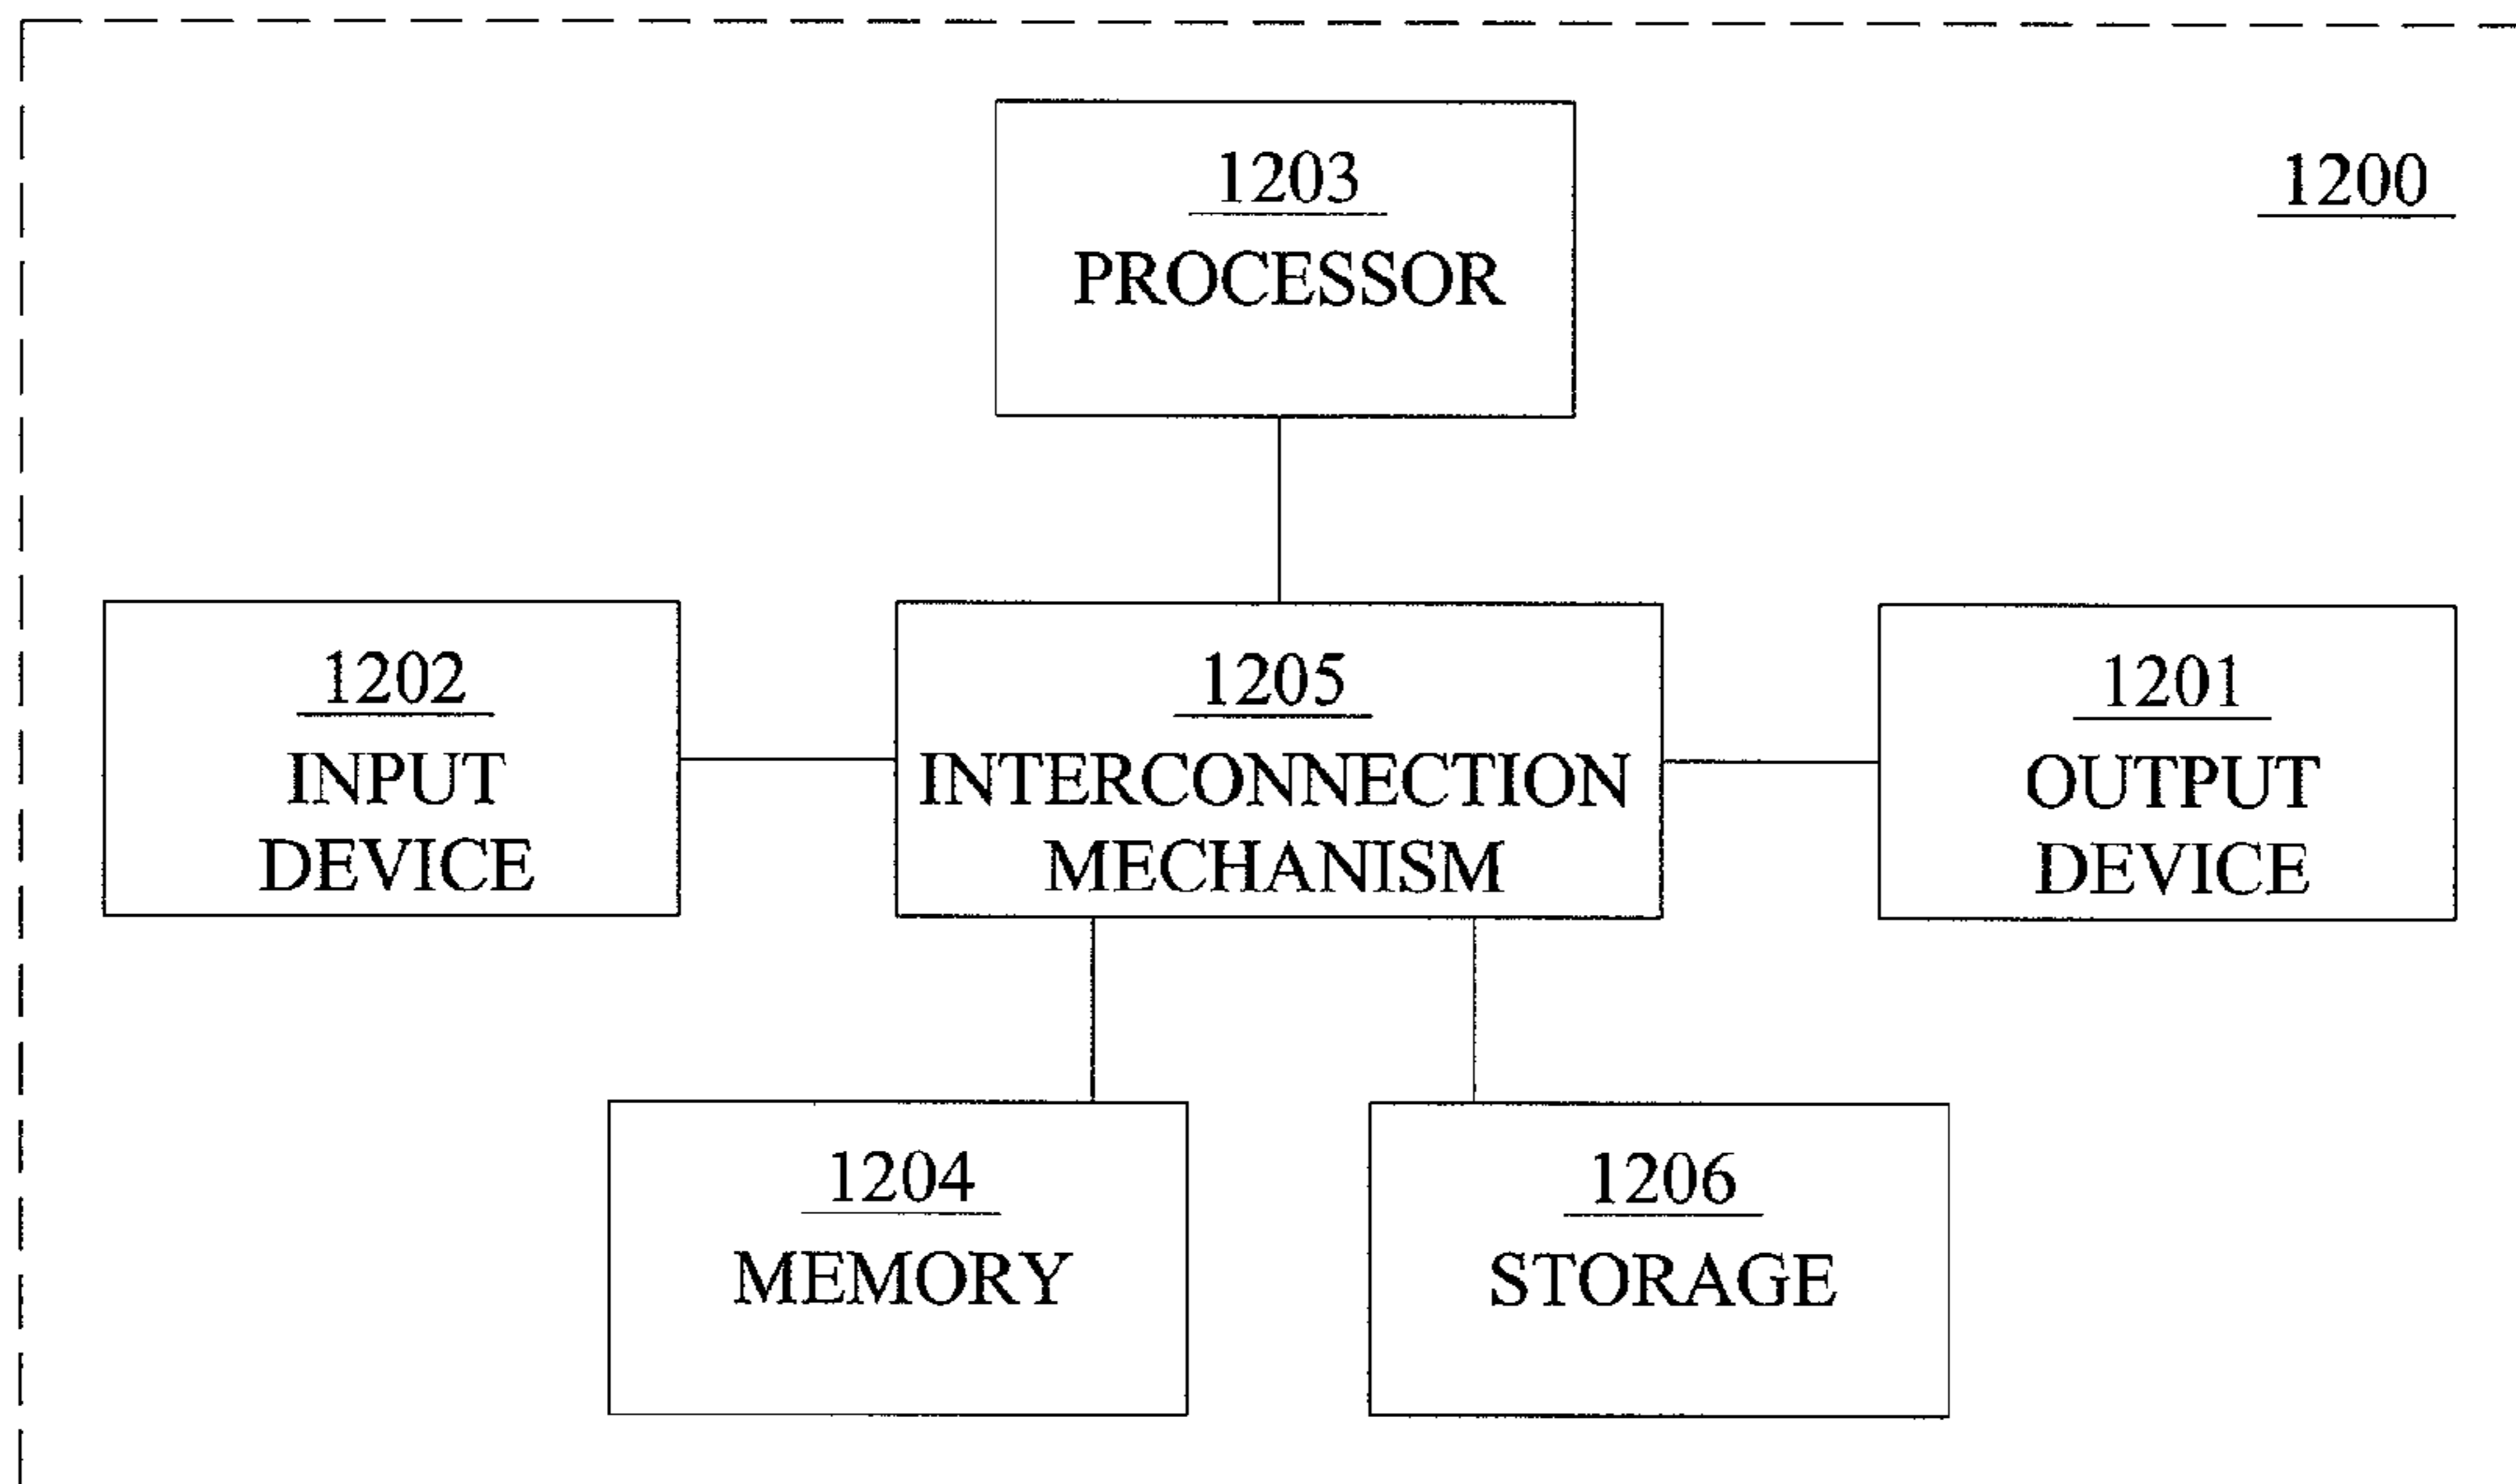 1203
PROCESSOR
1200
1202
INPUT
DEVICE
1205
INTERCONNECTION
MECHANISM
1201
OUTPUT
DEVICE
1204
MEMORY
1206
STORAGE